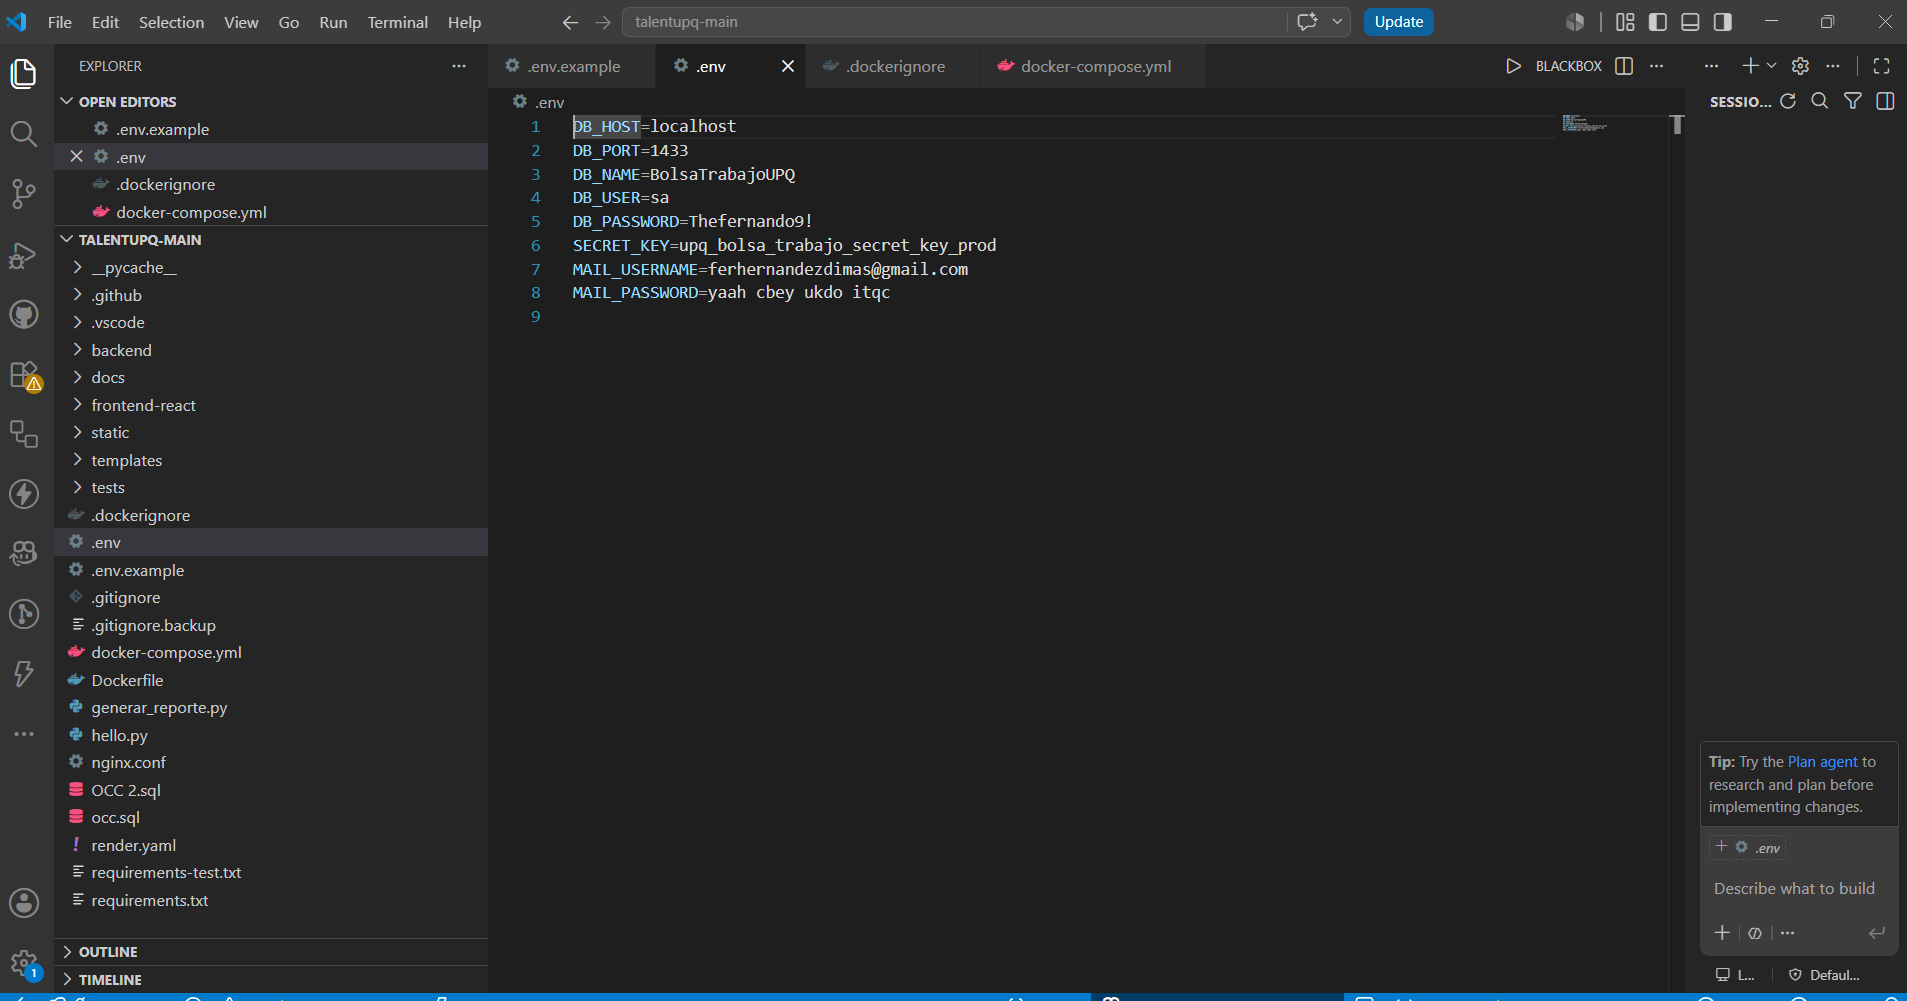 File Edit Selection View Go Run Terminal Help
talentupq-main
Update
EXPLORER
OPEN EDITORS
.env.example
.env
.dockerignore
docker-compose.yml
TALENTUPQ-MAIN
__pycache__
.github
.vscode
backend
docs
frontend-react
static
templates
tests
.dockerignore
.env
.env.example
.gitignore
.gitignore.backup
docker-compose.yml
Dockerfile
generar_reporte.py
hello.py
nginx.conf
OCC 2.sql
occ.sql
render.yaml
requirements-test.txt
requirements.txt
OUTLINE
TIMELINE
1
.env.example .env .dockerignore docker-compose.yml
BLACKBOX
.env
1 DB_HOST=localhost
2 DB_PORT=1433
3 DB_NAME=BolsaTrabajoUPQ
4 DB_USER=sa
5 DB_PASSWORD=Thefernando9!
6 SECRET_KEY=upq_bolsa_trabajo_secret_key_prod
7 MAIL_USERNAME=ferhernandezdimas@gmail.com
8 MAIL_PASSWORD=yaah cbey ukdo itqc
9
SESSIO...
Tip: Try the Plan agent to
research and plan before
implementing changes.
.env
Describe what to build
L... Defaul...